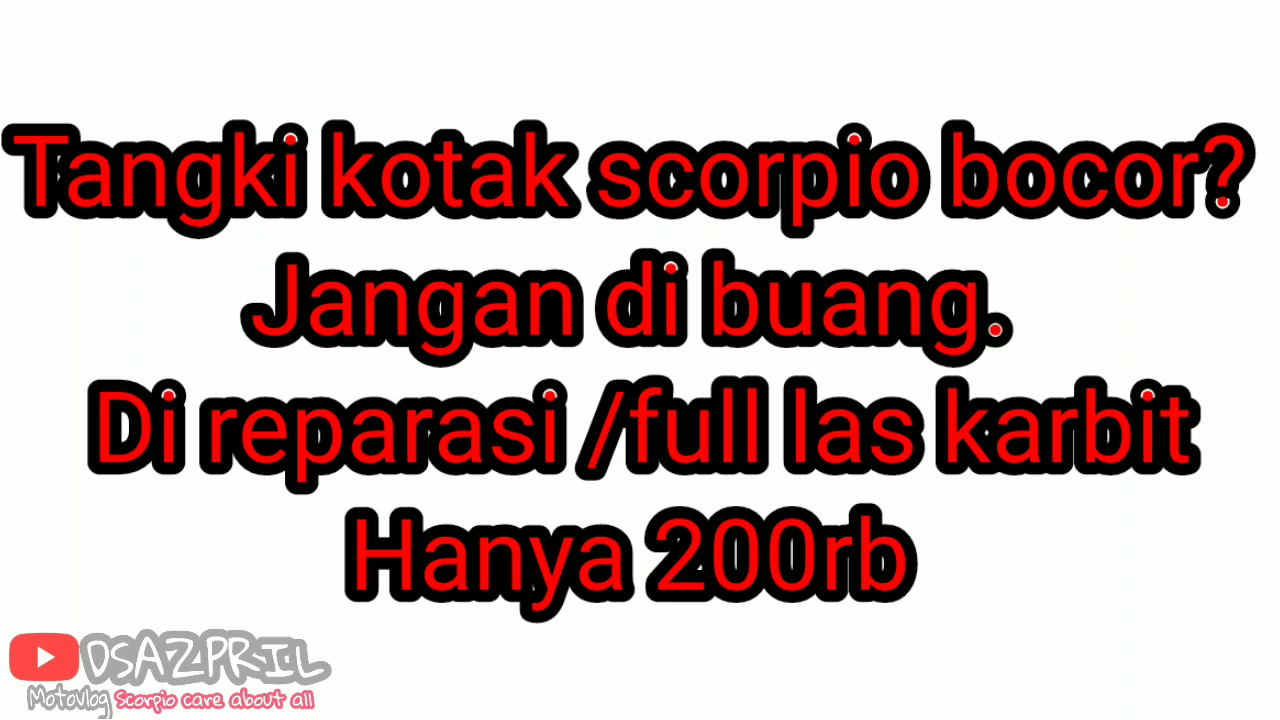 Tangki kotak scorpio bocor?
Jangan di buang.
Di reparasi /full las karbit
Hanya 200rb
DSAZPRIL
Motovlog Scorpio care about all